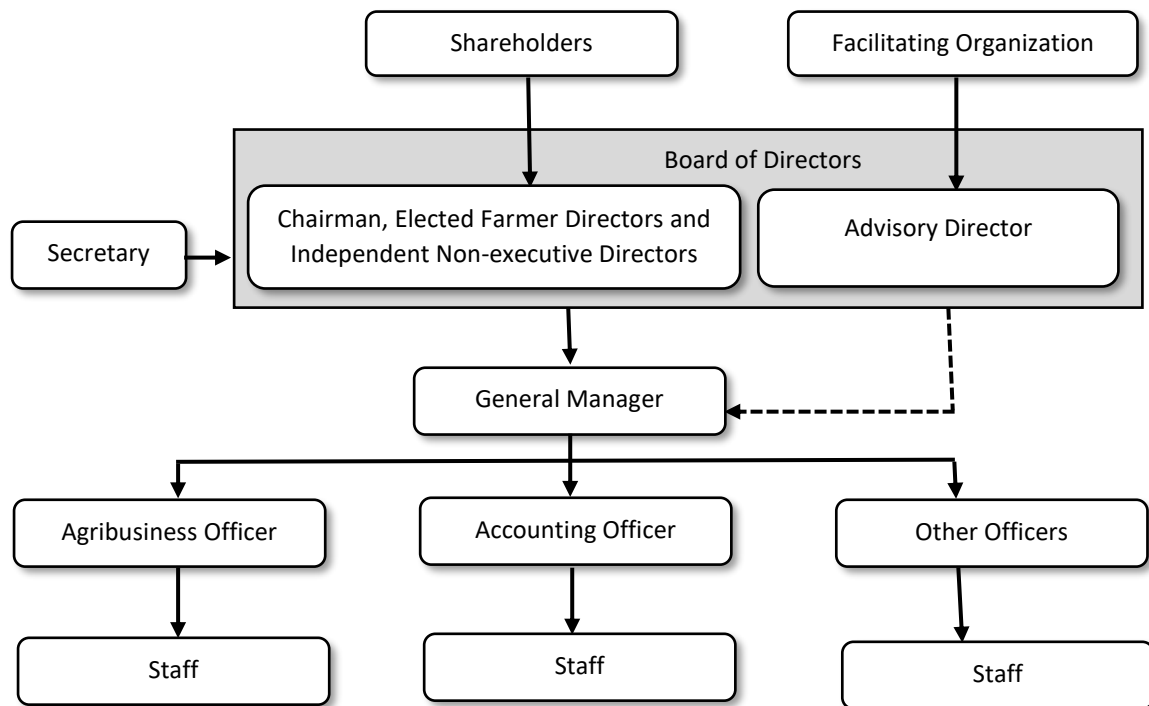 Shareholders
Facilitating Organization
Board of Directors
Chairman, Elected Farmer Directors and
Independent Non-executive Directors
Advisory Director
Secretary
General Manager
Agribusiness Officer
Accounting Officer
Other Officers
Staff
Staff
Staff